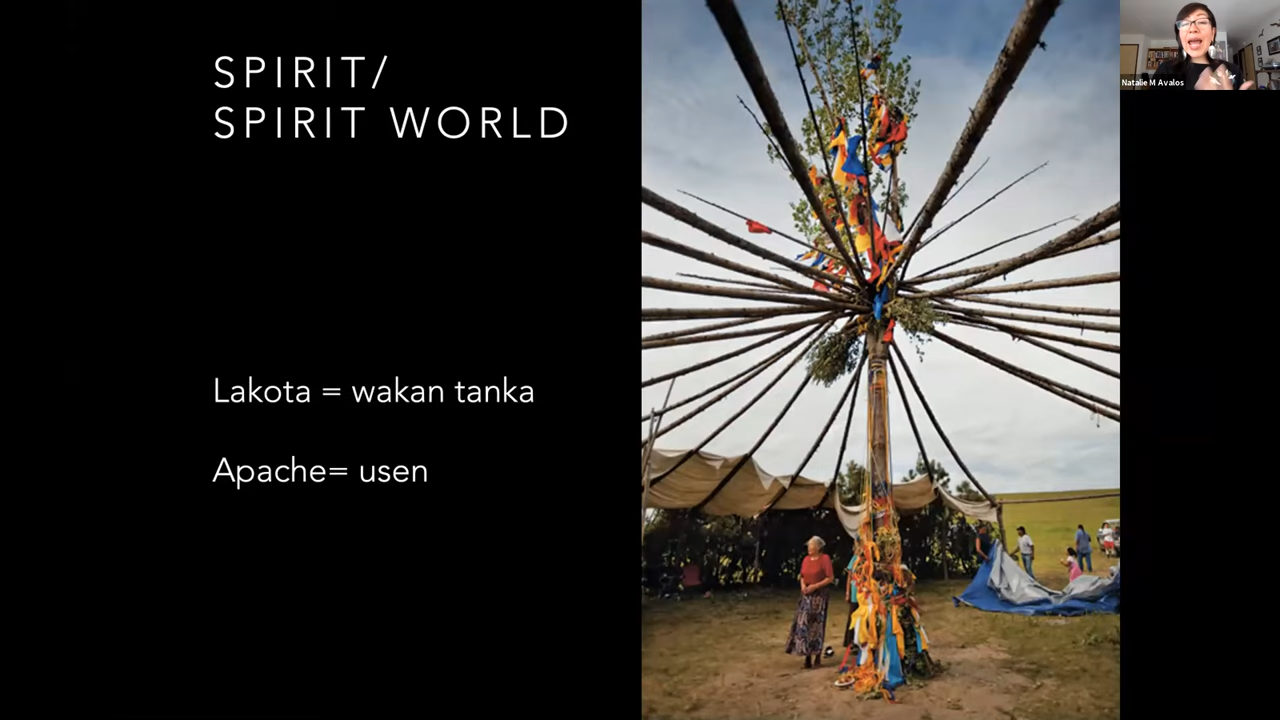 SPIRIT/
SPIRIT WORLD
Lakota = wakan tanka
Apache= usen
Natalie M Avalos